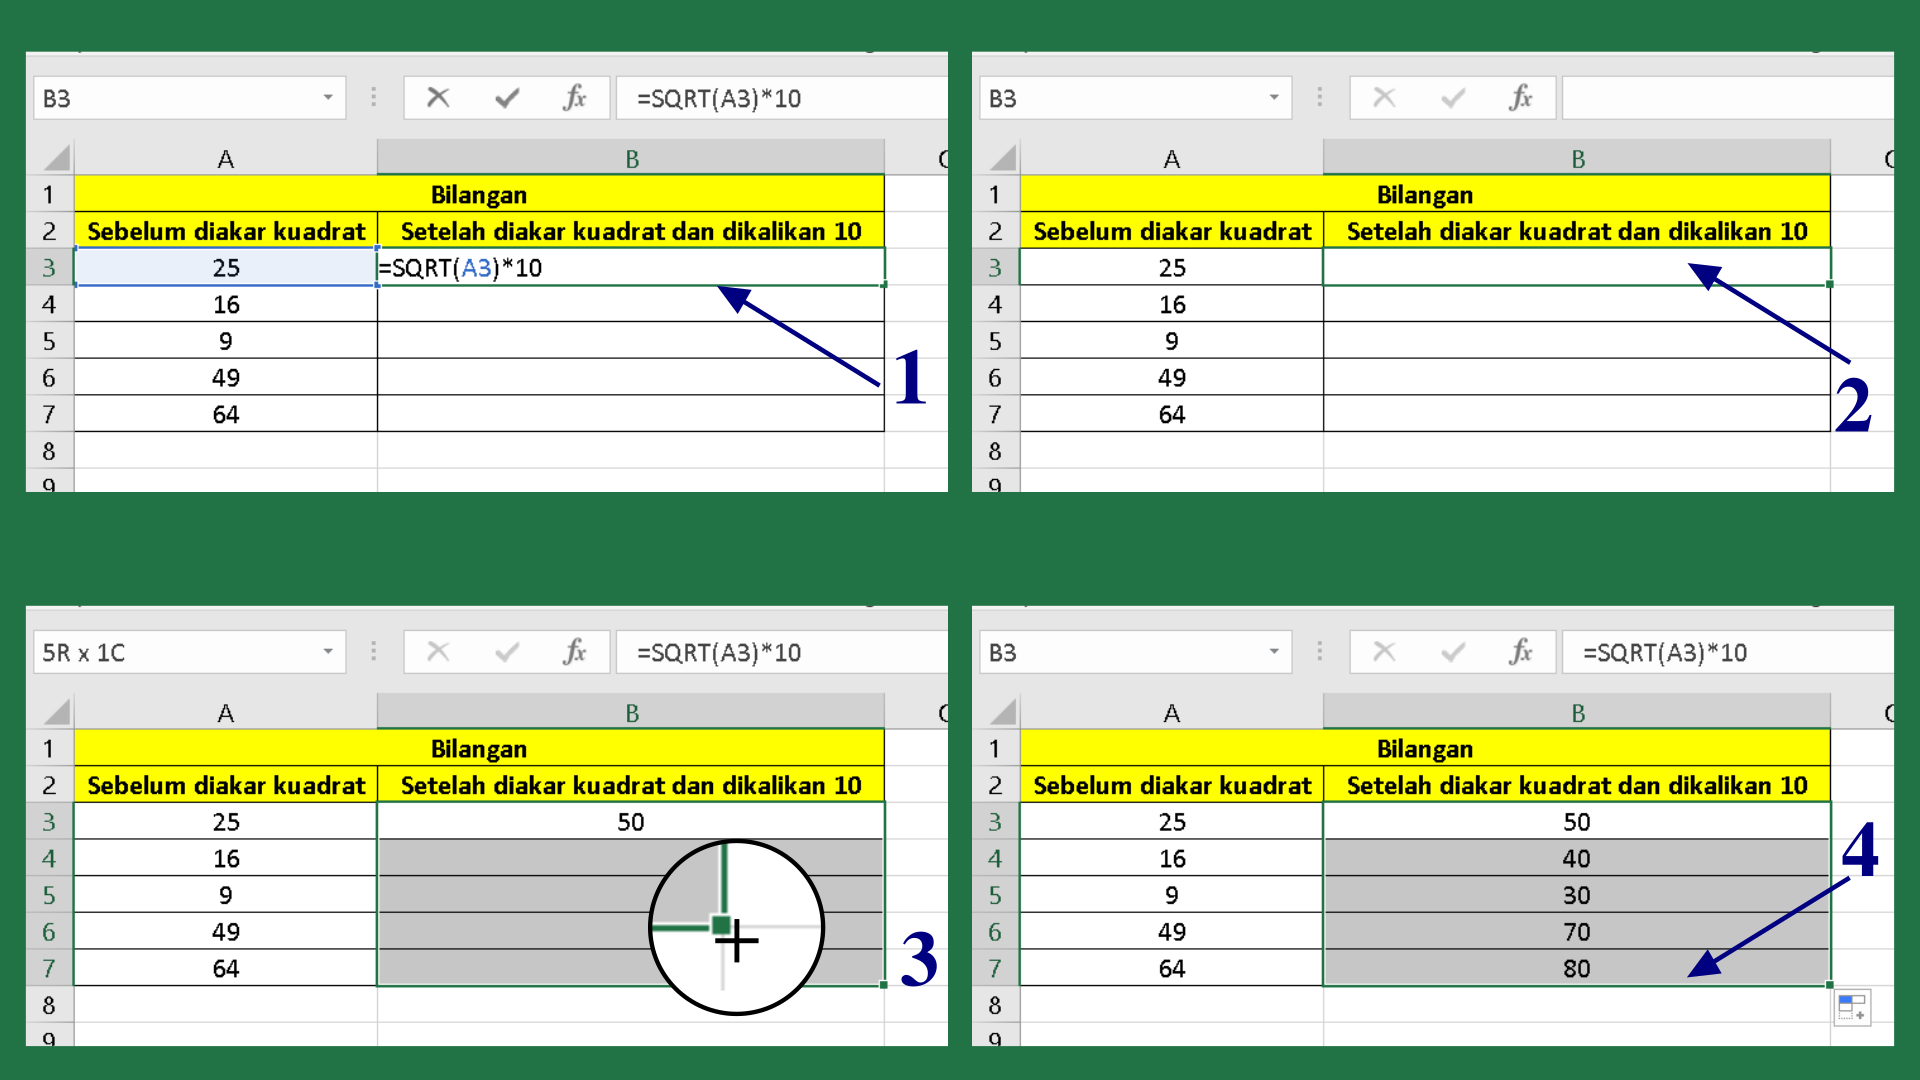 B3 fx =SQRT(A3)*10
A B
1 Bilangan
2 Sebelum diakar kuadrat Setelah diakar kuadrat dan dikalikan 10
3 25 =SQRT(A3)*10
4 16
5 9
6 49
7 64
8
9
1
B3 fx
A B
1 Bilangan
2 Sebelum diakar kuadrat Setelah diakar kuadrat dan dikalikan 10
3 25
4 16
5 9
6 49
7 64
8
9
2
5R x 1C fx =SQRT(A3)*10
A B
1 Bilangan
2 Sebelum diakar kuadrat Setelah diakar kuadrat dan dikalikan 10
3 25 50
4 16
5 9
6 49
7 64
8
9
3
B3 fx =SQRT(A3)*10
A B
1 Bilangan
2 Sebelum diakar kuadrat Setelah diakar kuadrat dan dikalikan 10
3 25 50
4 16 40
5 9 30
6 49 70
7 64 80
8
9
4